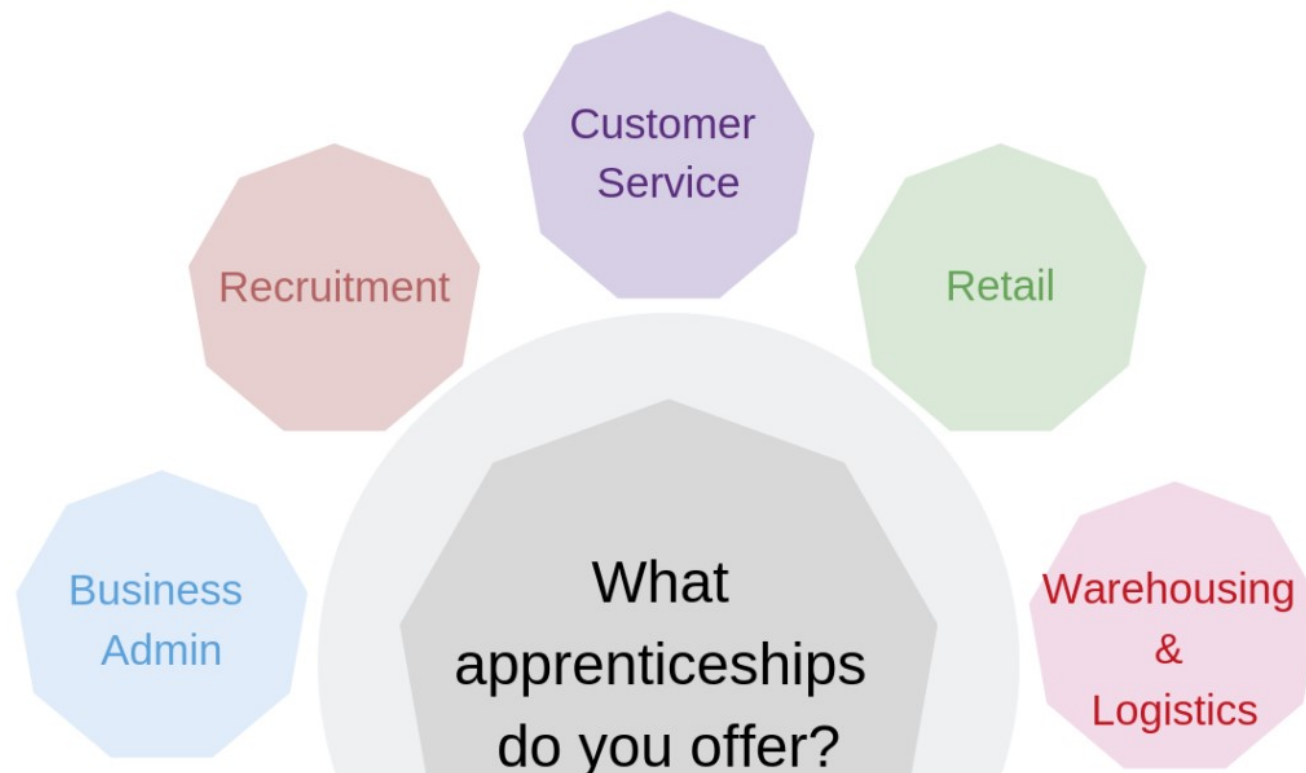 Customer
Service
Recruitment
Retail
Business
Admin
What
apprenticeships
do you offer?
Warehousing
&
Logistics